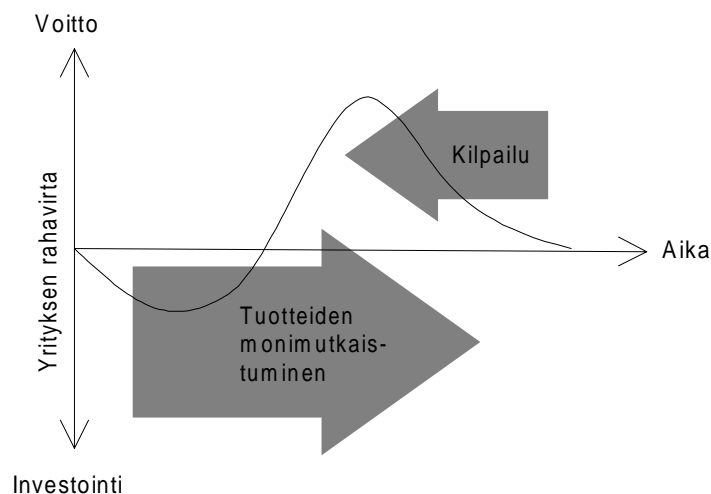 Voitto
Kilpailu
Yrityksen rahavirta
Aika
Tuotteiden
monimutkais-
tuminen
Investointi